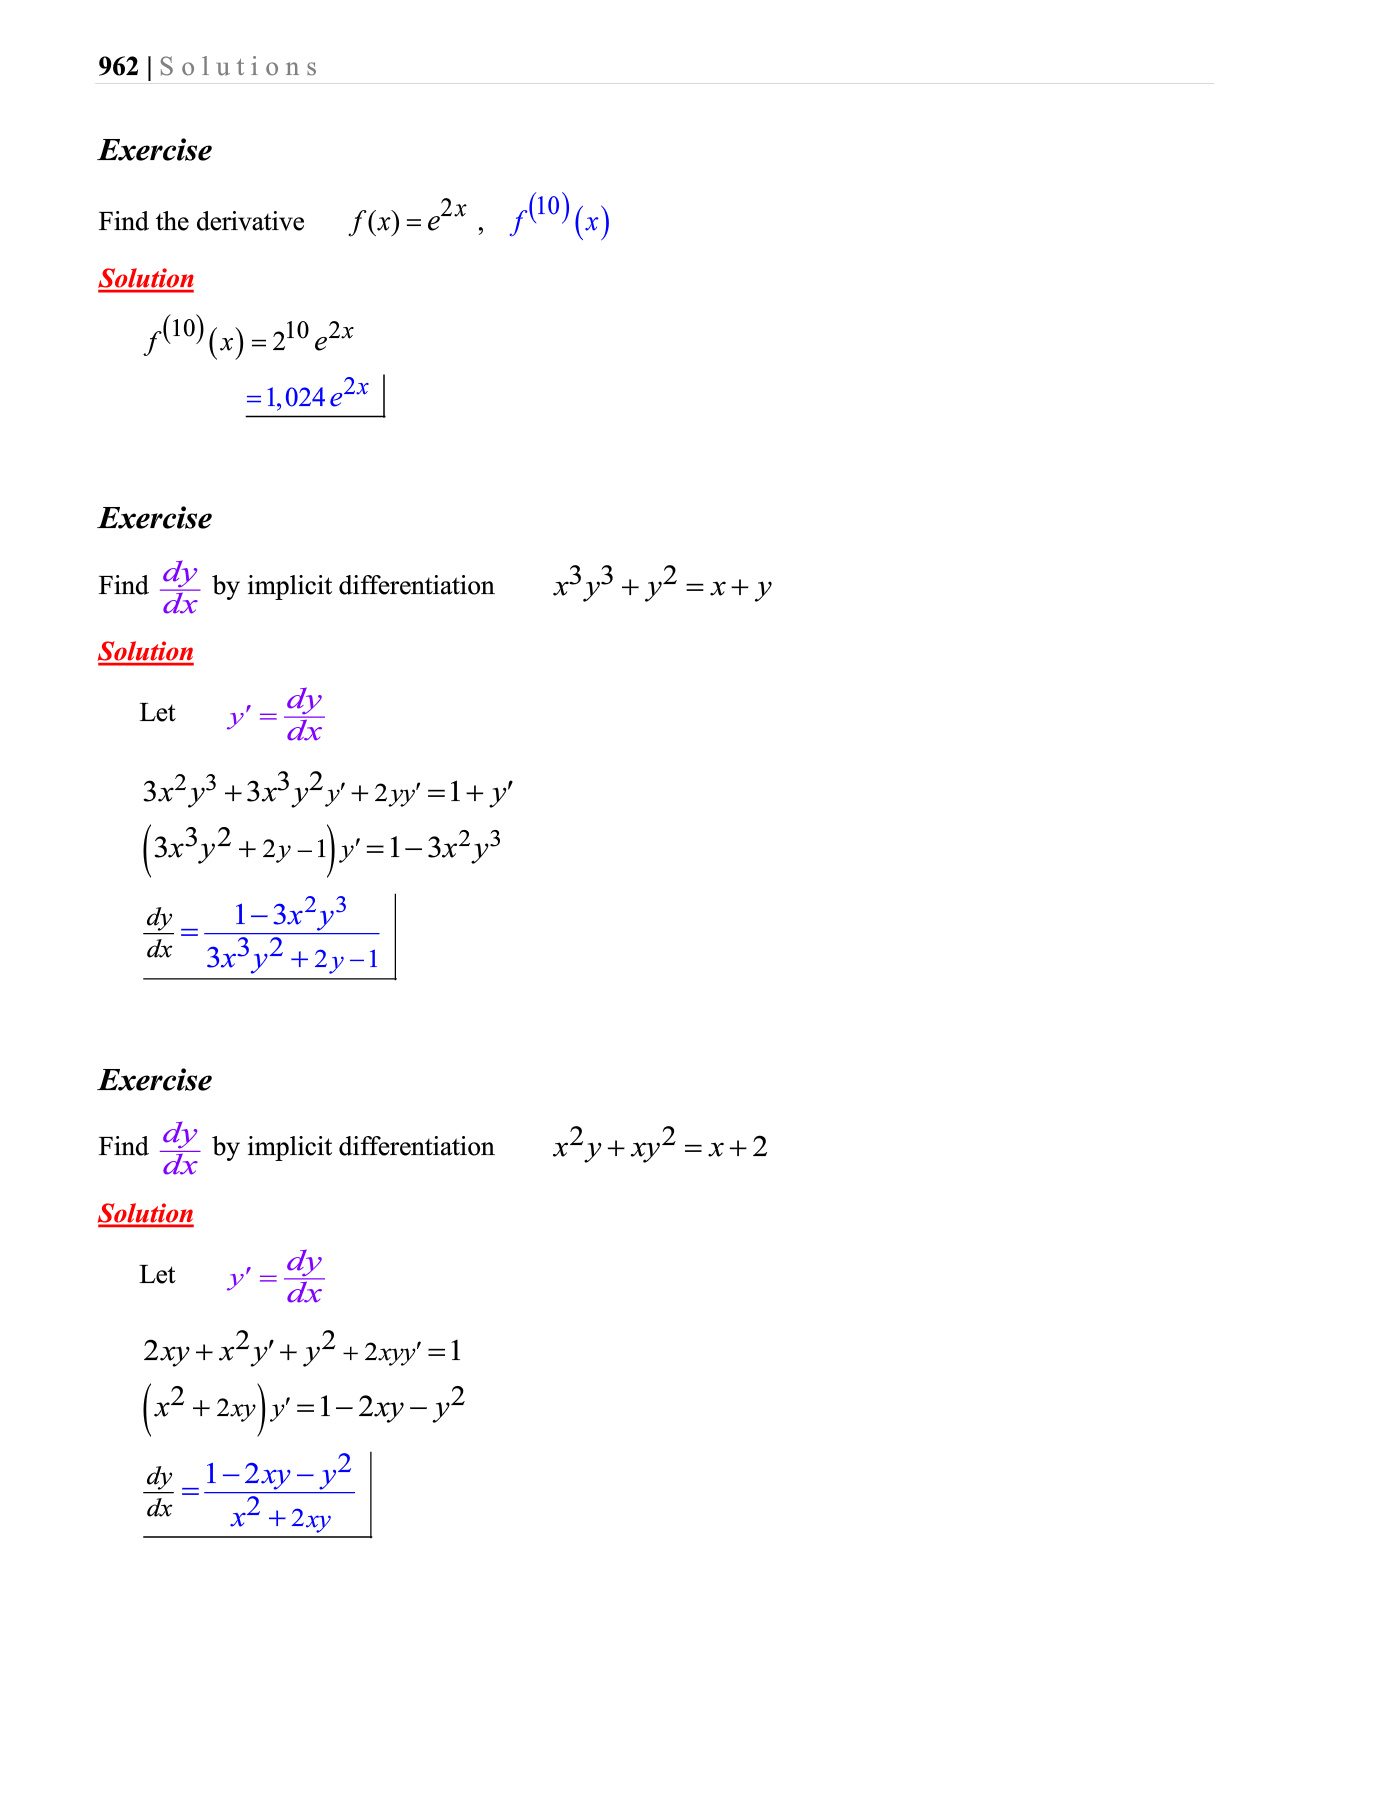 962 | Solutions
Exercise
Find the derivative f(x) = e^{2x} , f^{(10)}(x)
Solution
f^{(10)}(x) = 2^{10} e^{2x}
= 1,024 e^{2x}
Exercise
Find \frac{dy}{dx} by implicit differentiation x^3y^3 + y^2 = x + y
Solution
Let y' = \frac{dy}{dx}
3x^2y^3 + 3x^3y^2y' + 2yy' = 1 + y'
(3x^3y^2 + 2y - 1)y' = 1 - 3x^2y^3
\frac{dy}{dx} = \frac{1 - 3x^2y^3}{3x^3y^2 + 2y - 1}
Exercise
Find \frac{dy}{dx} by implicit differentiation x^2y + xy^2 = x + 2
Solution
Let y' = \frac{dy}{dx}
2xy + x^2y' + y^2 + 2xyy' = 1
(x^2 + 2xy)y' = 1 - 2xy - y^2
\frac{dy}{dx} = \frac{1 - 2xy - y^2}{x^2 + 2xy}